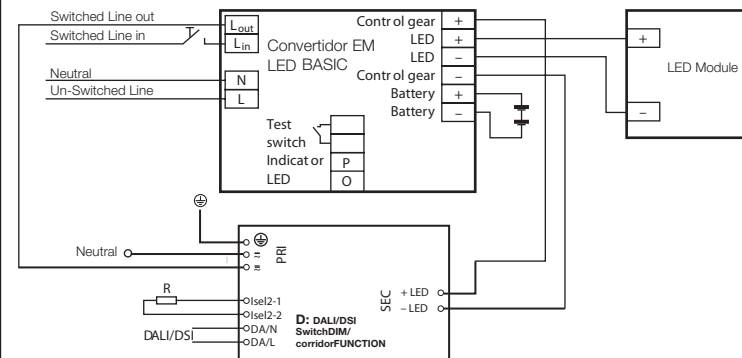 Switched Line out
Switched Line in
Neutral
Un-Switched Line
Lout
Lin
N
L
Convertidor EM
LED BASIC
Control gear +
LED +
LED –
Control gear –
Battery +
Battery –
Test
switch
Indicator P
LED O
+
–
LED Module
Neutral
PRI
R
Isel2-1
Isel2-2
DALI/DSI
DA/N
DA/L
D: DALI/DSI
SwitchDIM/
corridorFUNCTION
SEC
+ LED
– LED